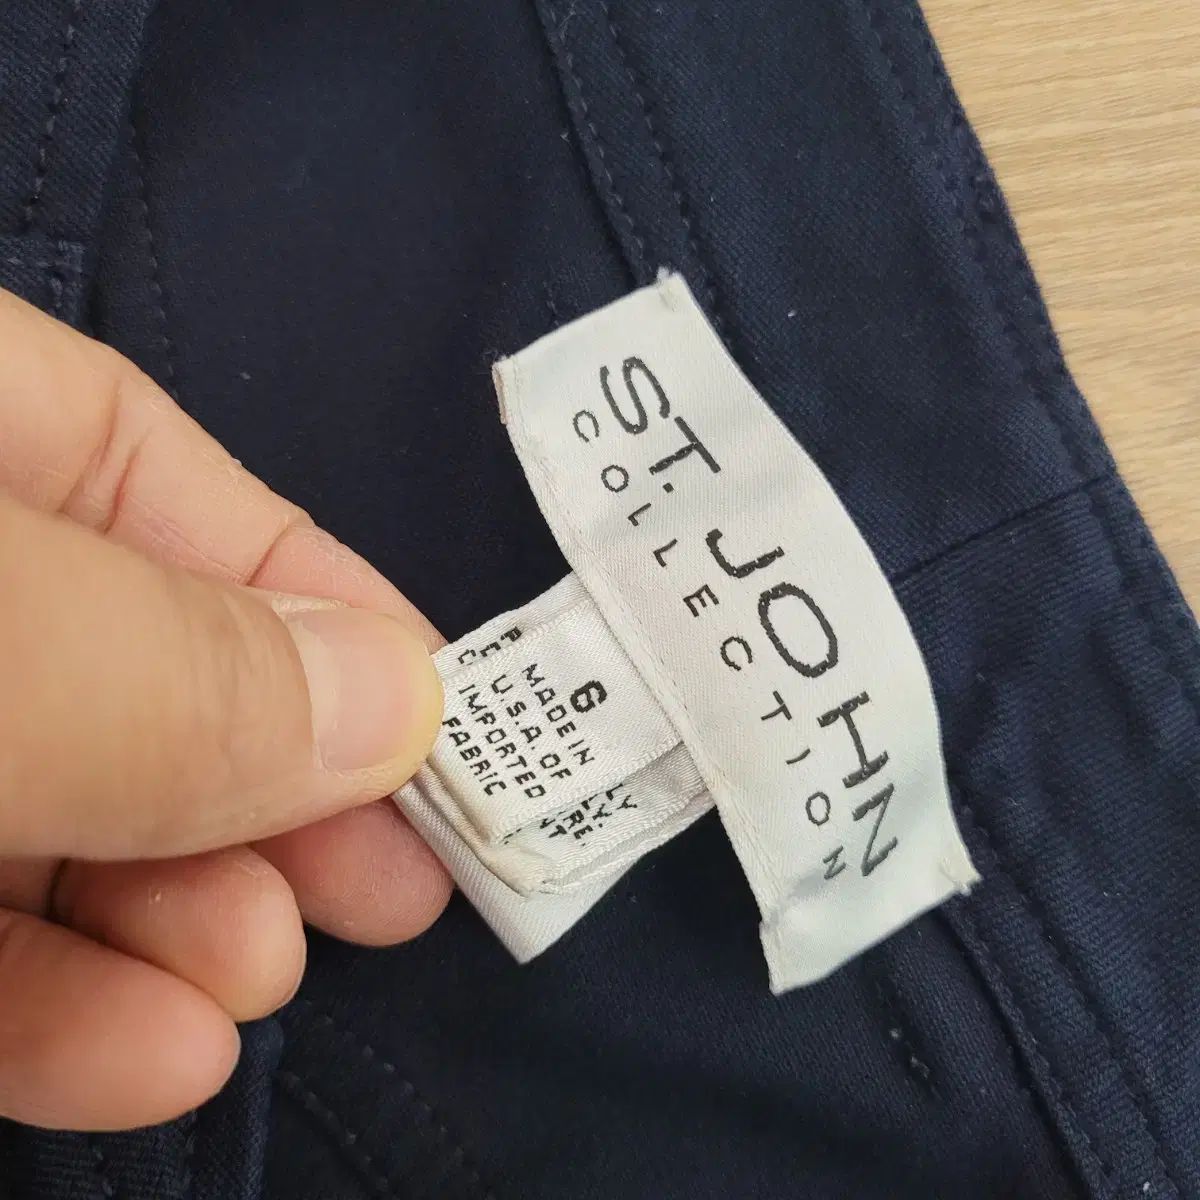 ST. JOHN
COLLECTION
6
MADE IN
U.S.A. OF
IMPORTED
FABRIC